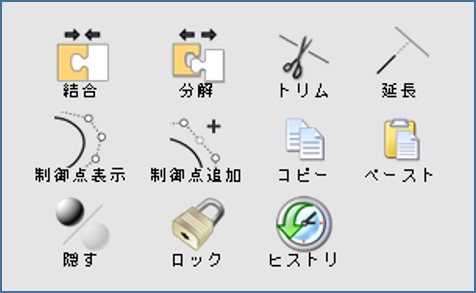 結合
分解
トリム
延長
制御点表示
制御点追加
コピー
ペースト
隠す
ロック
ヒストリ